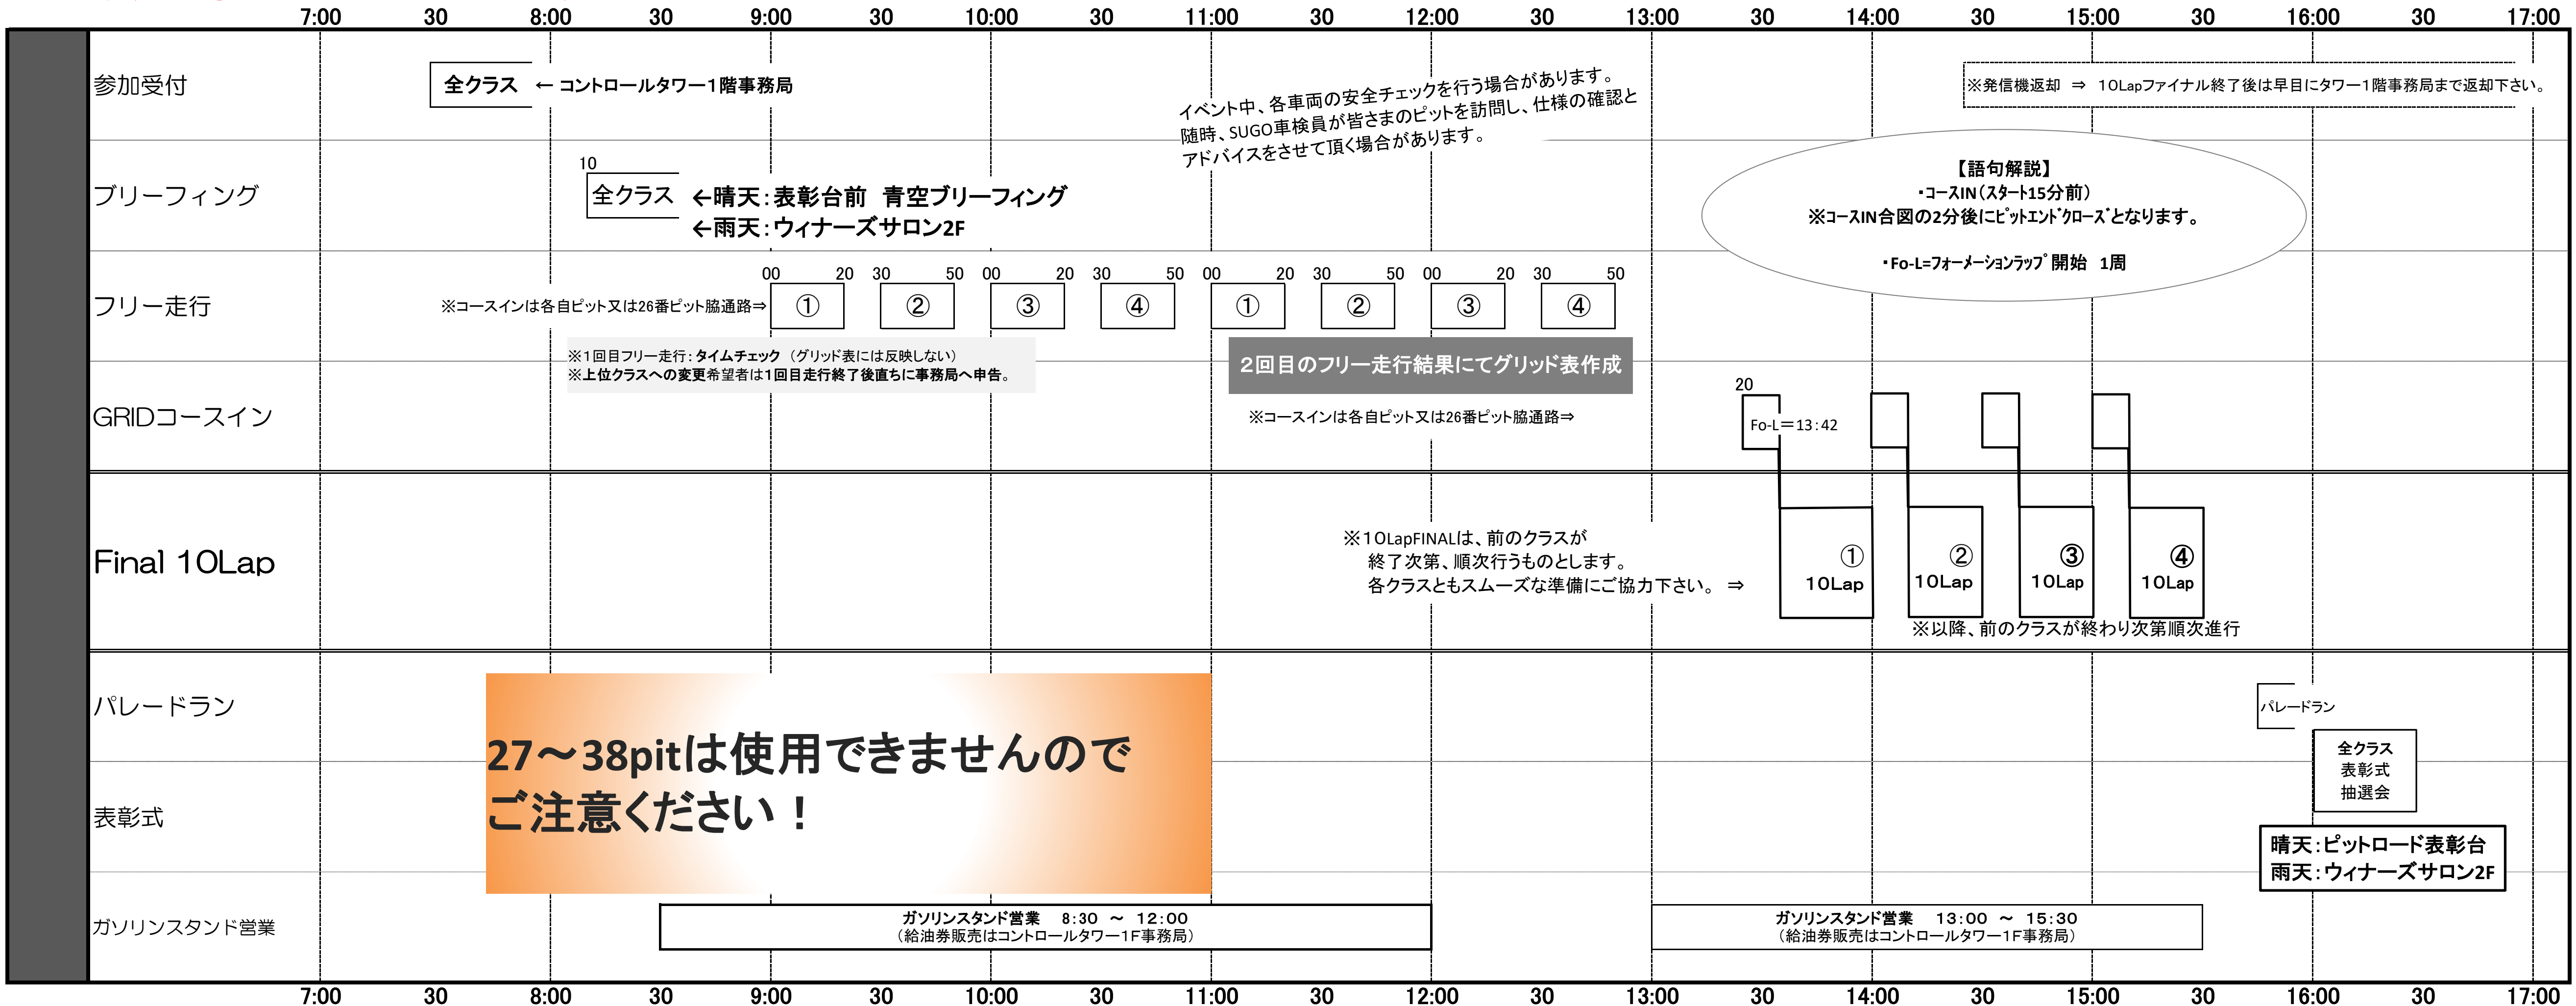 7:00 30 8:00 30 9:00 30 10:00 30 11:00 30 12:00 30 13:00 30 14:00 30 15:00 30 16:00 30 17:00
参加受付
全クラス ← コントロールタワー1階事務局
イベント中、各車両の安全チェックを行う場合があります。
随時、SUGO車検員が皆さまのピットを訪問し、仕様の確認と
アドバイスをさせて頂く場合があります。
※発信機返却 ⇒ 10Lapファイナル終了後は早目にタワー1階事務局まで返却下さい。
ブリーフィング
10
全クラス
←晴天：表彰台前 青空ブリーフィング
←雨天：ウィナーズサロン2F
【語句解説】
・コースIN（スタート15分前）
※コースIN合図の2分後にピットエンドクローズとなります。
・Fo-L=フォーメーションラップ開始 1周
フリー走行
※コースインは各自ピット又は26番ピット脇通路⇒
00 20 30 50 00 20 30 50 00 20 30 50 00 20 30 50
① ② ③ ④ ① ② ③ ④
※1回目フリー走行：タイムチェック （グリッド表には反映しない）
※上位クラスへの変更希望者は1回目走行終了後直ちに事務局へ申告。
2回目のフリー走行結果にてグリッド表作成
GRIDコースイン
※コースインは各自ピット又は26番ピット脇通路⇒
20
Fo-L＝13：42
Final 10Lap
※10LapFINALは、前のクラスが
終了次第、順次行うものとします。
各クラスともスムーズな準備にご協力下さい。 ⇒
① ② ③ ④
10Lap 10Lap 10Lap 10Lap
※以降、前のクラスが終わり次第順次進行
パレードラン
パレードラン
27～38pitは使用できませんので
ご注意ください！
表彰式
全クラス
表彰式
抽選会
晴天：ピットロード表彰台
雨天：ウィナーズサロン2F
ガソリンスタンド営業
ガソリンスタンド営業 8：30 ～ 12：00
（給油券販売はコントロールタワー1F事務局）
ガソリンスタンド営業 13：00 ～ 15：30
（給油券販売はコントロールタワー1F事務局）
7:00 30 8:00 30 9:00 30 10:00 30 11:00 30 12:00 30 13:00 30 14:00 30 15:00 30 16:00 30 17:00